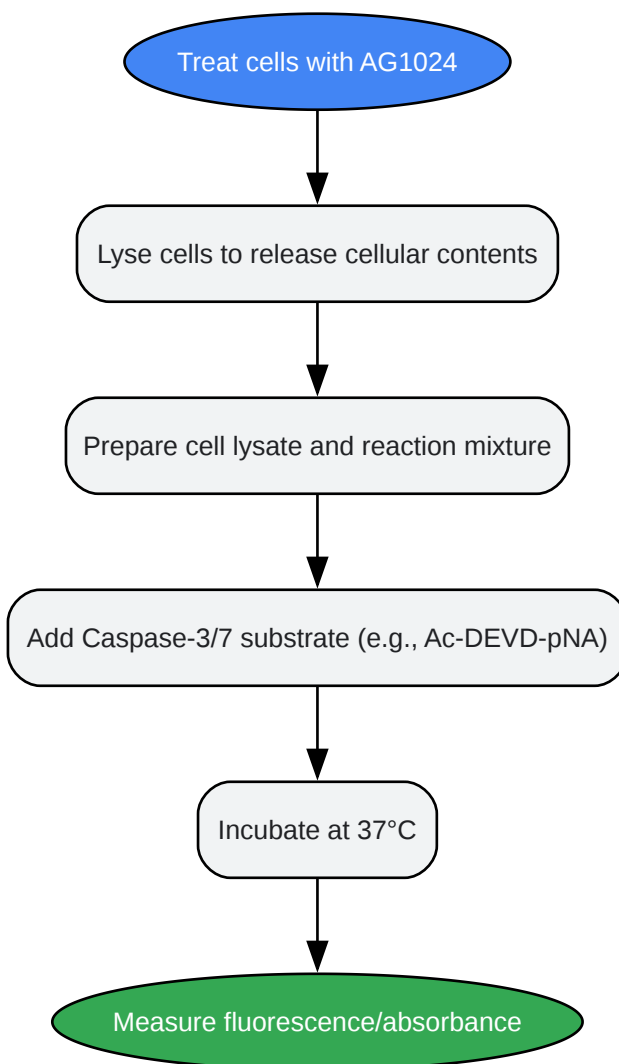 Treat cells with AG1024
Lyse cells to release cellular contents
Prepare cell lysate and reaction mixture
Add Caspase-3/7 substrate (e.g., Ac-DEVD-pNA)
Incubate at 37°C
Measure fluorescence/absorbance